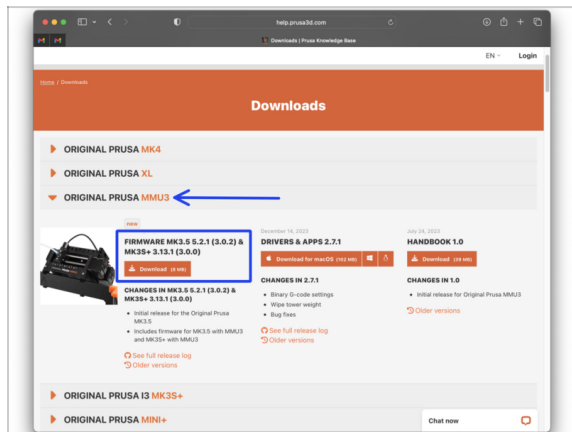 help.prusa3d.com
Downloads | Prusa Knowledge Base
EN
Login
Home / Downloads
Downloads
ORIGINAL PRUSA MK4
ORIGINAL PRUSA XL
ORIGINAL PRUSA MMU3
new
FIRMWARE MK3.5 5.2.1 (3.0.2) &
MK3S+ 3.13.1 (3.0.0)
Download (8 MB)
CHANGES IN MK3.5 5.2.1 (3.0.2) &
MK3S+ 3.13.1 (3.0.0)
Initial release for the Original Prusa
MK3.5
Includes firmware for MK3.5 with MMU3
and MK3S+ with MMU3
See full release log
Older versions
December 14, 2023
DRIVERS & APPS 2.7.1
Download for macOS (152 MB)
CHANGES IN 2.7.1
Binary G-code settings
Wipe tower weight
Bug fixes
See full release log
Older versions
July 24, 2023
HANDBOOK 1.0
Download (28 MB)
CHANGES IN 1.0
Initial release for Original Prusa MMU3
Older versions
ORIGINAL PRUSA I3 MK3S+
ORIGINAL PRUSA MINI+
Chat now